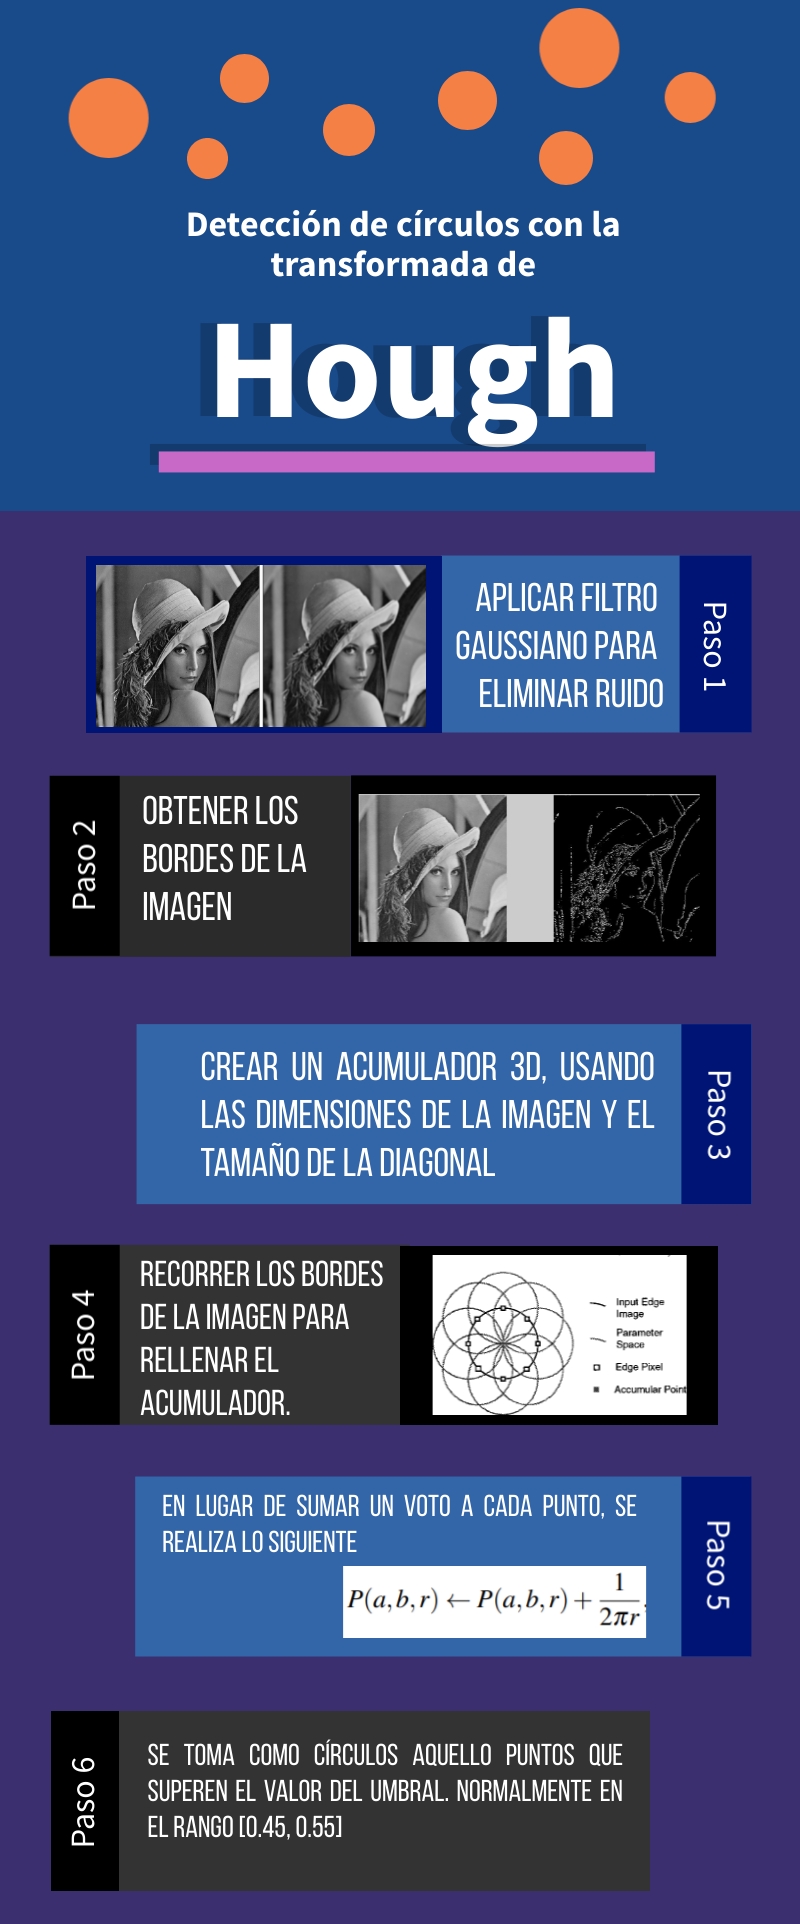 Detección de círculos con la
transformada de
Hough
APLICAR FILTRO
GAUSSIANO PARA
ELIMINAR RUIDO
Paso 1
Paso 2
OBTENER LOS
BORDES DE LA
IMAGEN
CREAR UN ACUMULADOR 3D, USANDO
LAS DIMENSIONES DE LA IMAGEN Y EL
TAMAÑO DE LA DIAGONAL
Paso 3
Paso 4
RECORRER LOS BORDES
DE LA IMAGEN PARA
RELLENAR EL
ACUMULADOR.
Input Edge
Image
Parameter
Space
Edge Pixel
Accumular Point
EN LUGAR DE SUMAR UN VOTO A CADA PUNTO, SE
REALIZA LO SIGUIENTE
P(a,b,r) ← P(a,b,r) + 1/2πr
Paso 5
Paso 6
SE TOMA COMO CÍRCULOS AQUELLO PUNTOS QUE
SUPEREN EL VALOR DEL UMBRAL. NORMALMENTE EN
EL RANGO [0.45, 0.55]